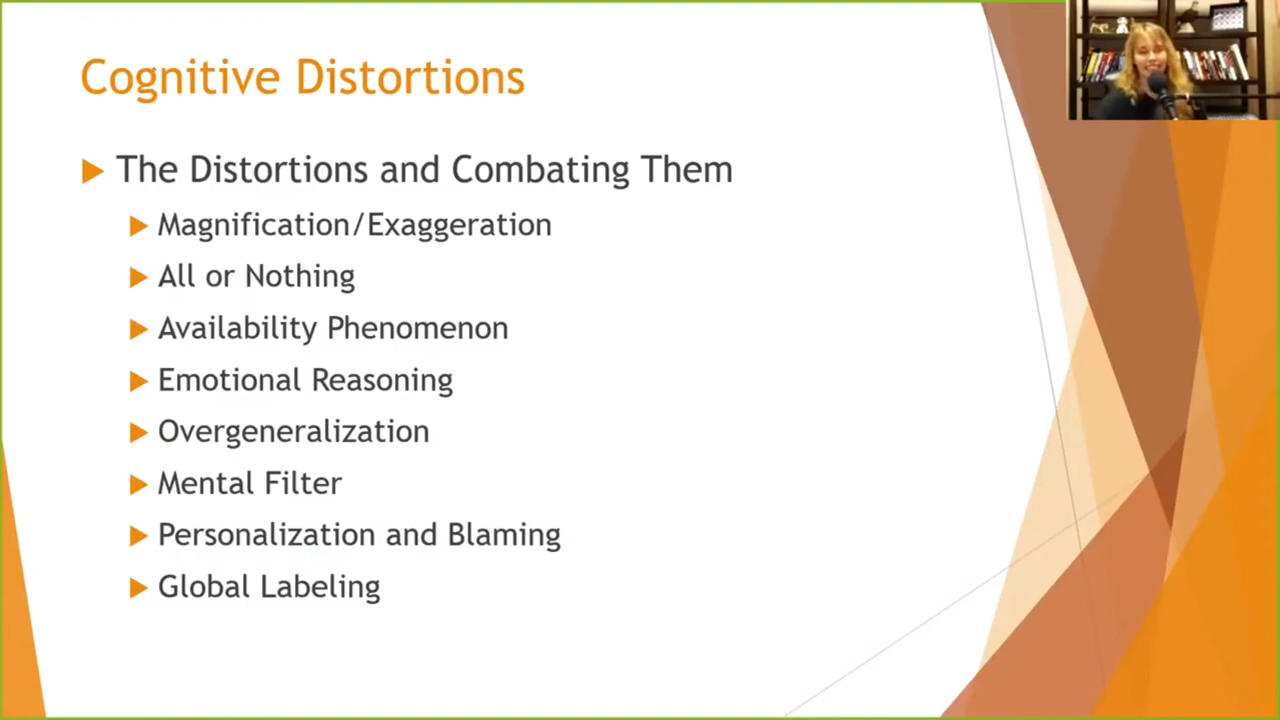 Cognitive Distortions
The Distortions and Combating Them
Magnification/Exaggeration
All or Nothing
Availability Phenomenon
Emotional Reasoning
Overgeneralization
Mental Filter
Personalization and Blaming
Global Labeling